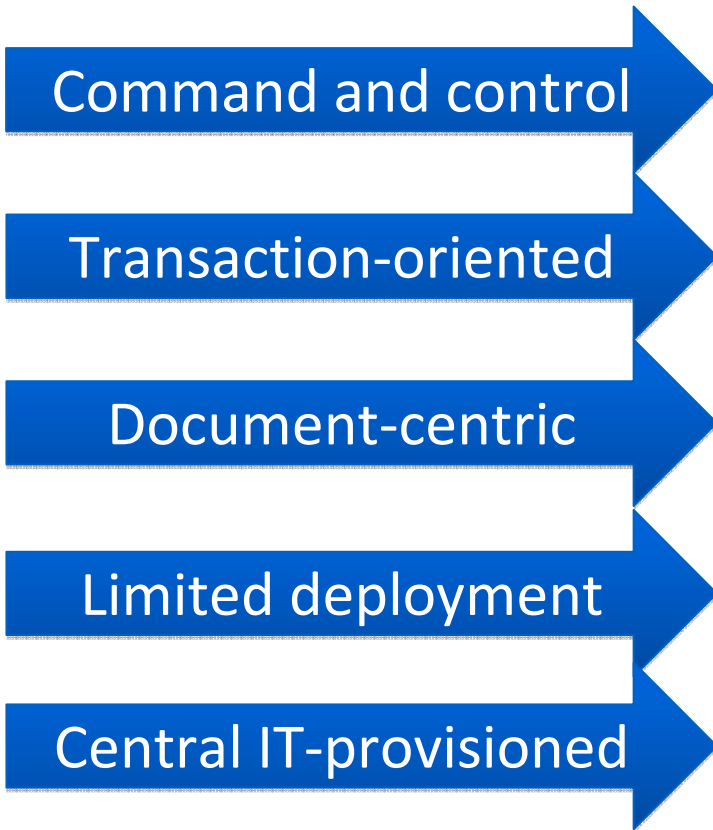 Command and control
Transaction-oriented
Document-centric
Limited deployment
Central IT-provisioned